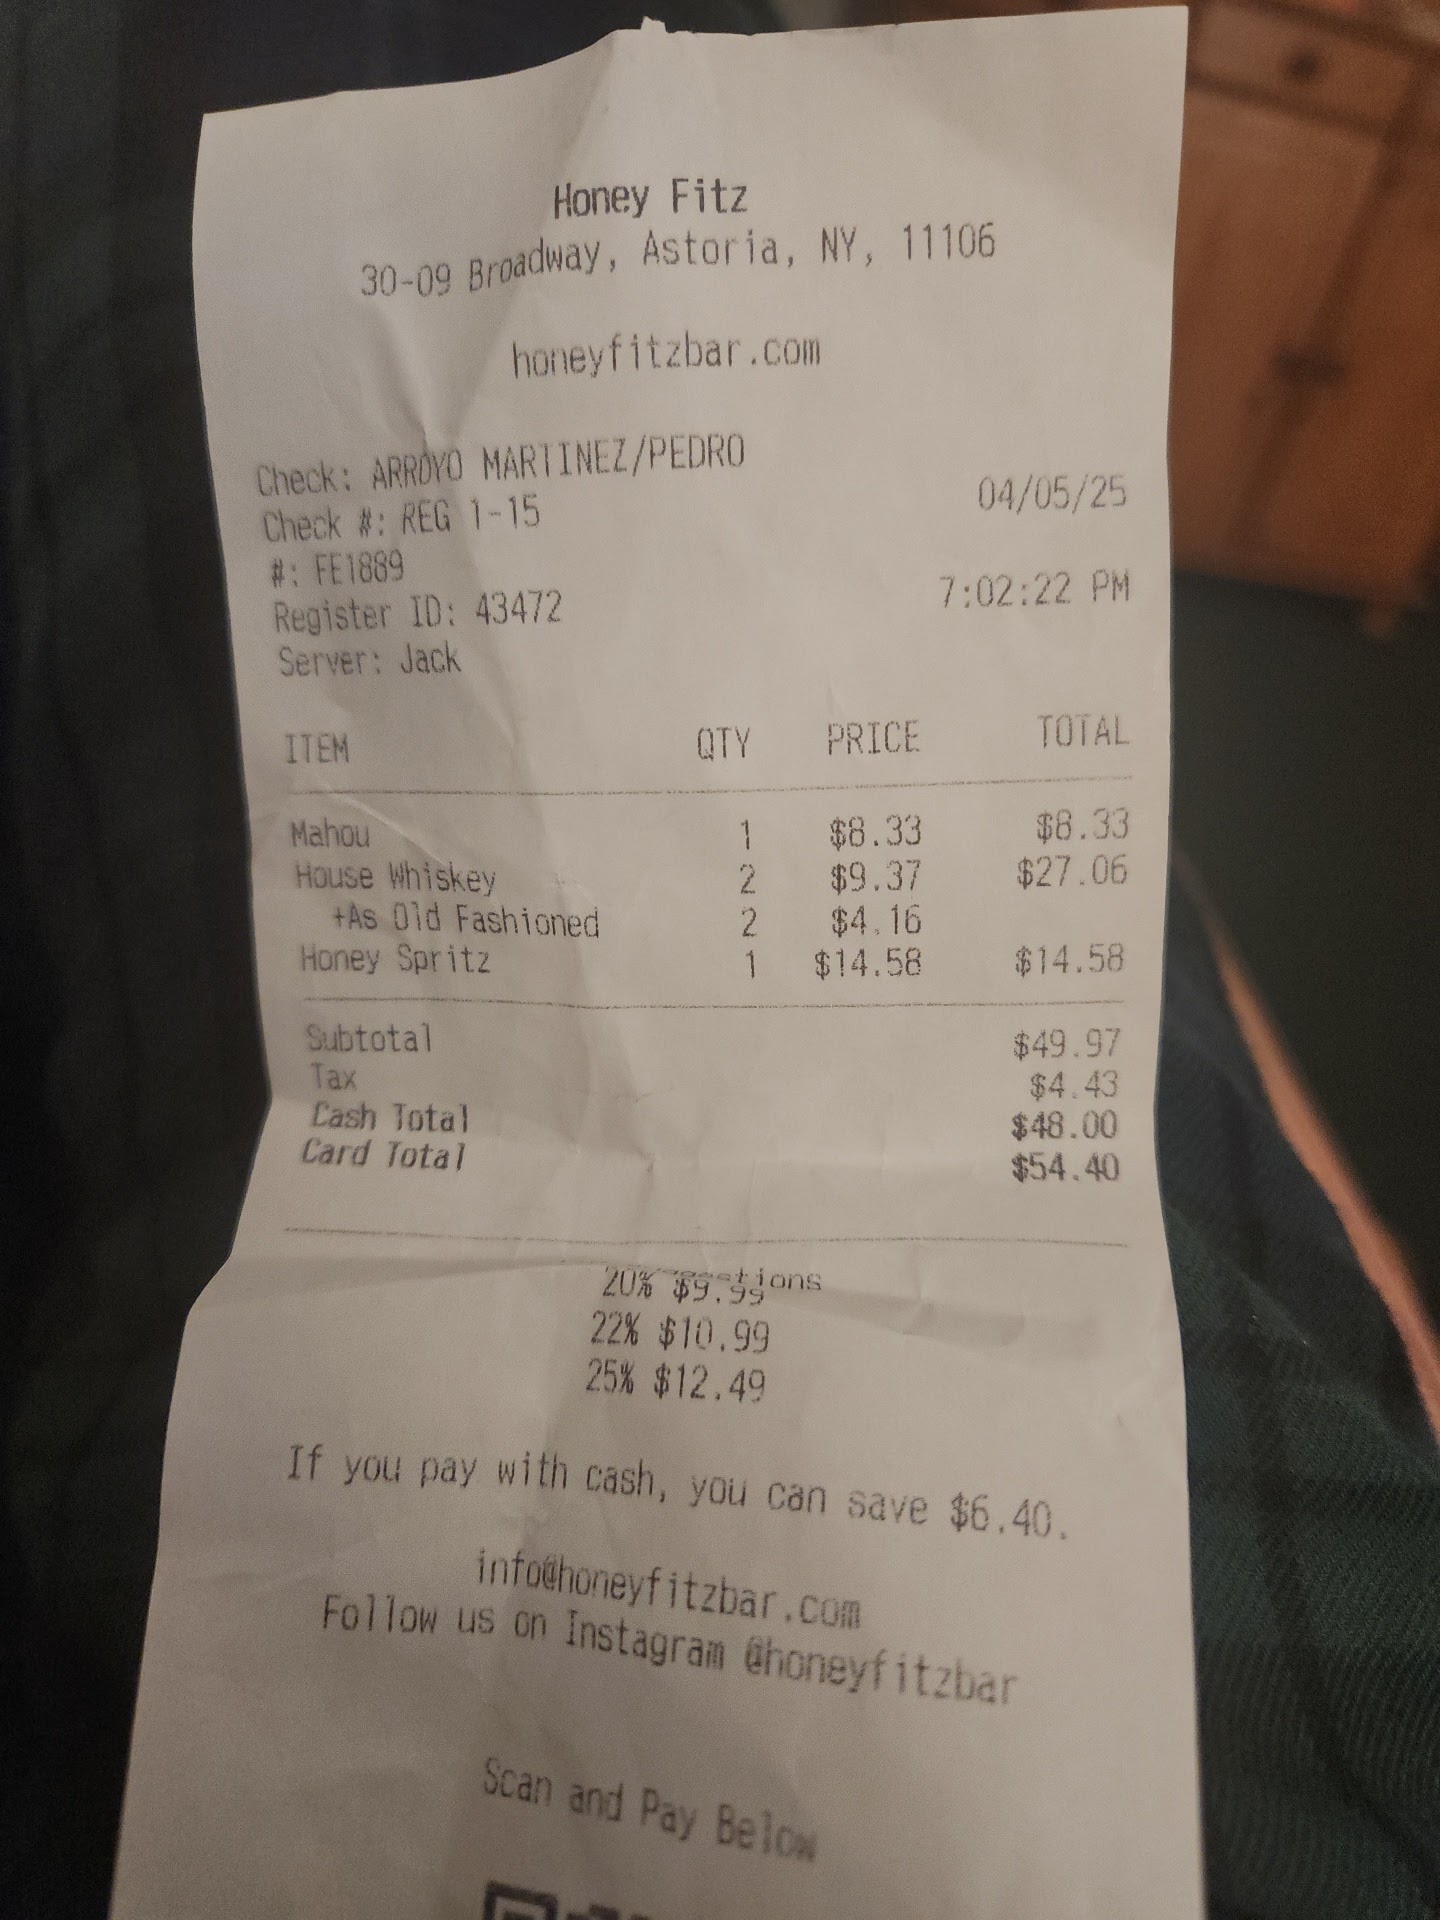 Honey Fitz
30-09 Broadway, Astoria, NY, 11106
honeyfitzbar.com
Check: ARROYO MARTINEZ/PEDRO
Check #: REG 1-15 04/05/25
#: FE1889
Register ID: 43472 7:02:22 PM
Server: Jack
ITEM QTY PRICE TOTAL
Mahou 1 $8.33 $8.33
House Whiskey 2 $9.37 $27.06
+As Old Fashioned 2 $4.16
Honey Spritz 1 $14.58 $14.58
Subtotal $49.97
Tax $4.43
Cash Total $48.00
Card Total $54.40
20% $9.99
22% $10.99
25% $12.49
If you pay with cash, you can save $6.40.
info@honeyfitzbar.com
Follow us on Instagram @honeyfitzbar
Scan and Pay Below